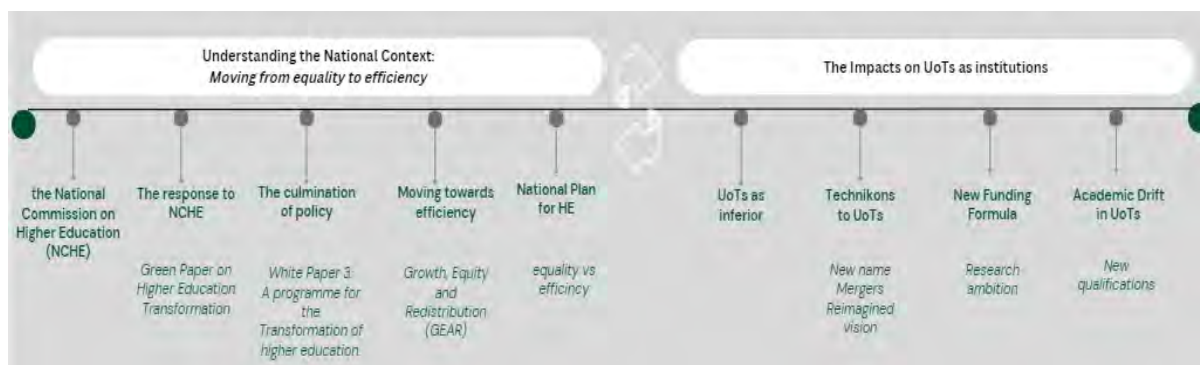 Understanding the National Context:
Moving from equality to efficiency
The Impacts on UoTs as institutions
the National
Commission on
Higher Education
(NCHE)
The response to
NCHE
Green Paper on
Higher Education
Transformation
The culmination
of policy
White Paper 3:
A programme for
the
Transformation of
higher education
Moving towards
efficiency
Growth, Equity
and
Redistribution
(GEAR)
National Plan
for HE
equality vs
efficincy
UoTs as
inferior
Technikons
to UoTs
New name
Mergers
Reimagined
vision
New Funding
Formula
Research
ambition
Academic Drift
in UoTs
New
qualifications